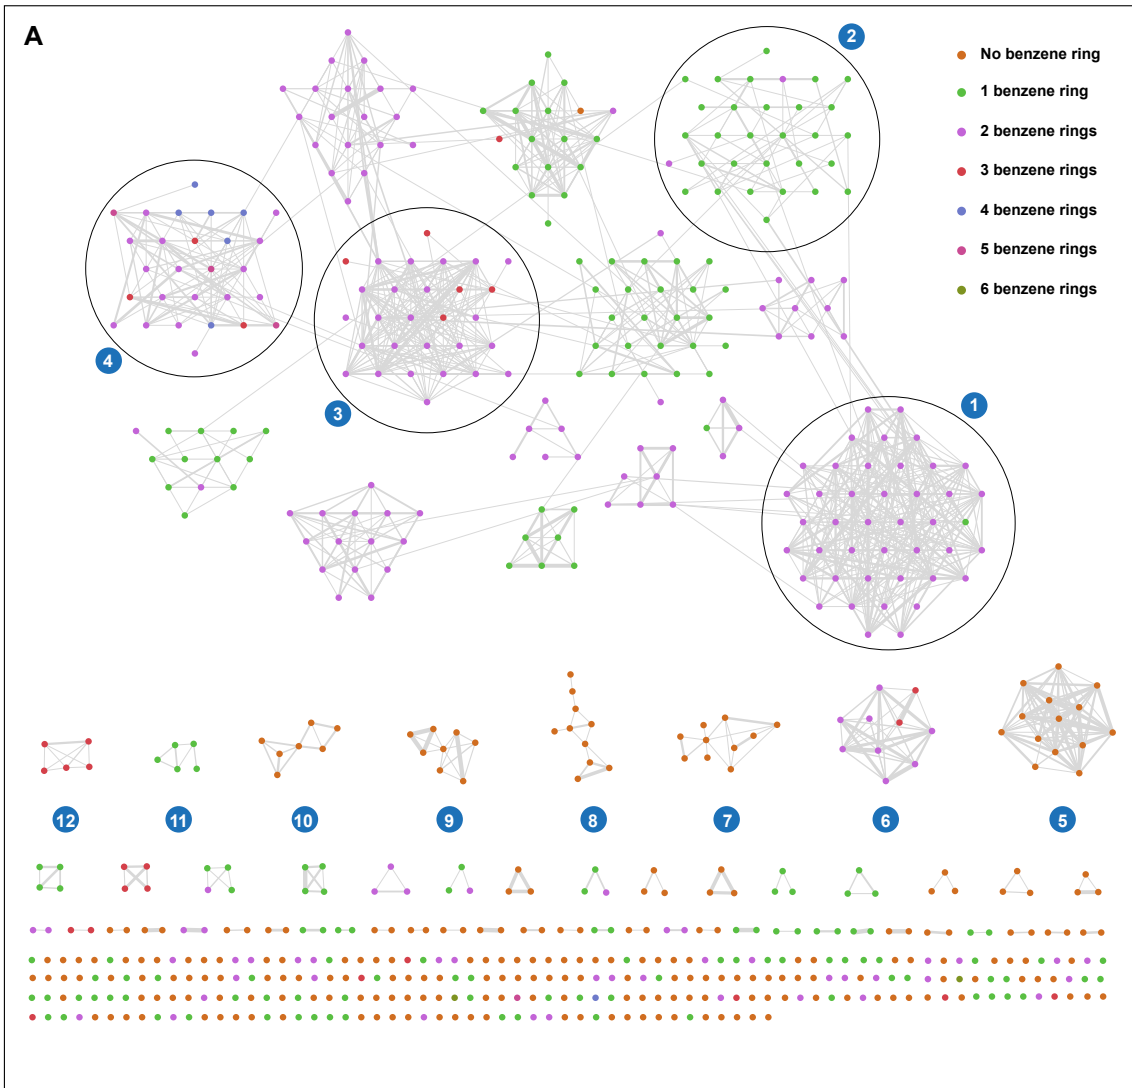 A
2
No benzene ring
1 benzene ring
2 benzene rings
3 benzene rings
4 benzene rings
5 benzene rings
6 benzene rings
4
3
1
12
11
10
9
8
7
6
5